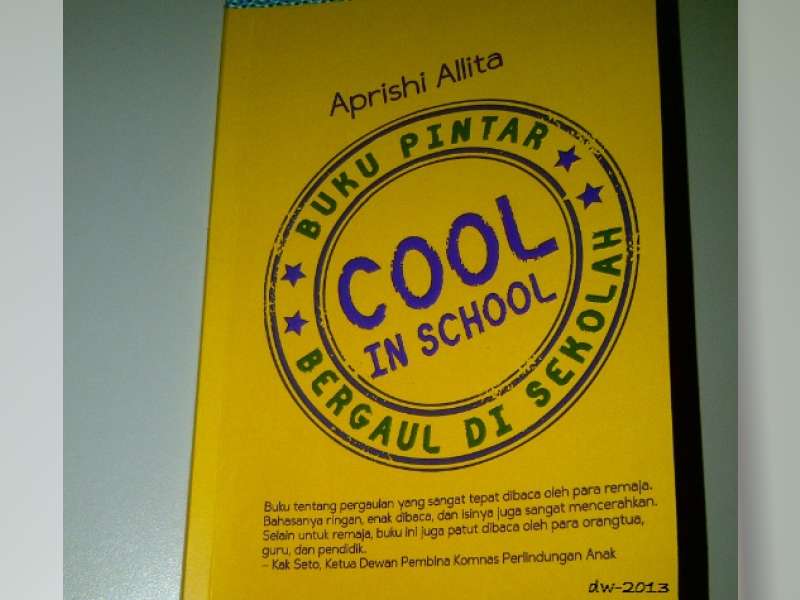 Aprishi Allita
BUKU PINTAR
COOL
IN SCHOOL
BERGAUL DI SEKOLAH
Buku tentang pergaulan yang sangat tepat dibaca oleh para remaja.
Bahasanya ringan, enak dibaca, dan isinya juga sangat mencerahkan.
Selain untuk remaja, buku ini juga patut dibaca oleh para orangtua,
guru, dan pendidik.
– Kak Seto, Ketua Dewan Pembina Komnas Perlindungan Anak
dw-2013